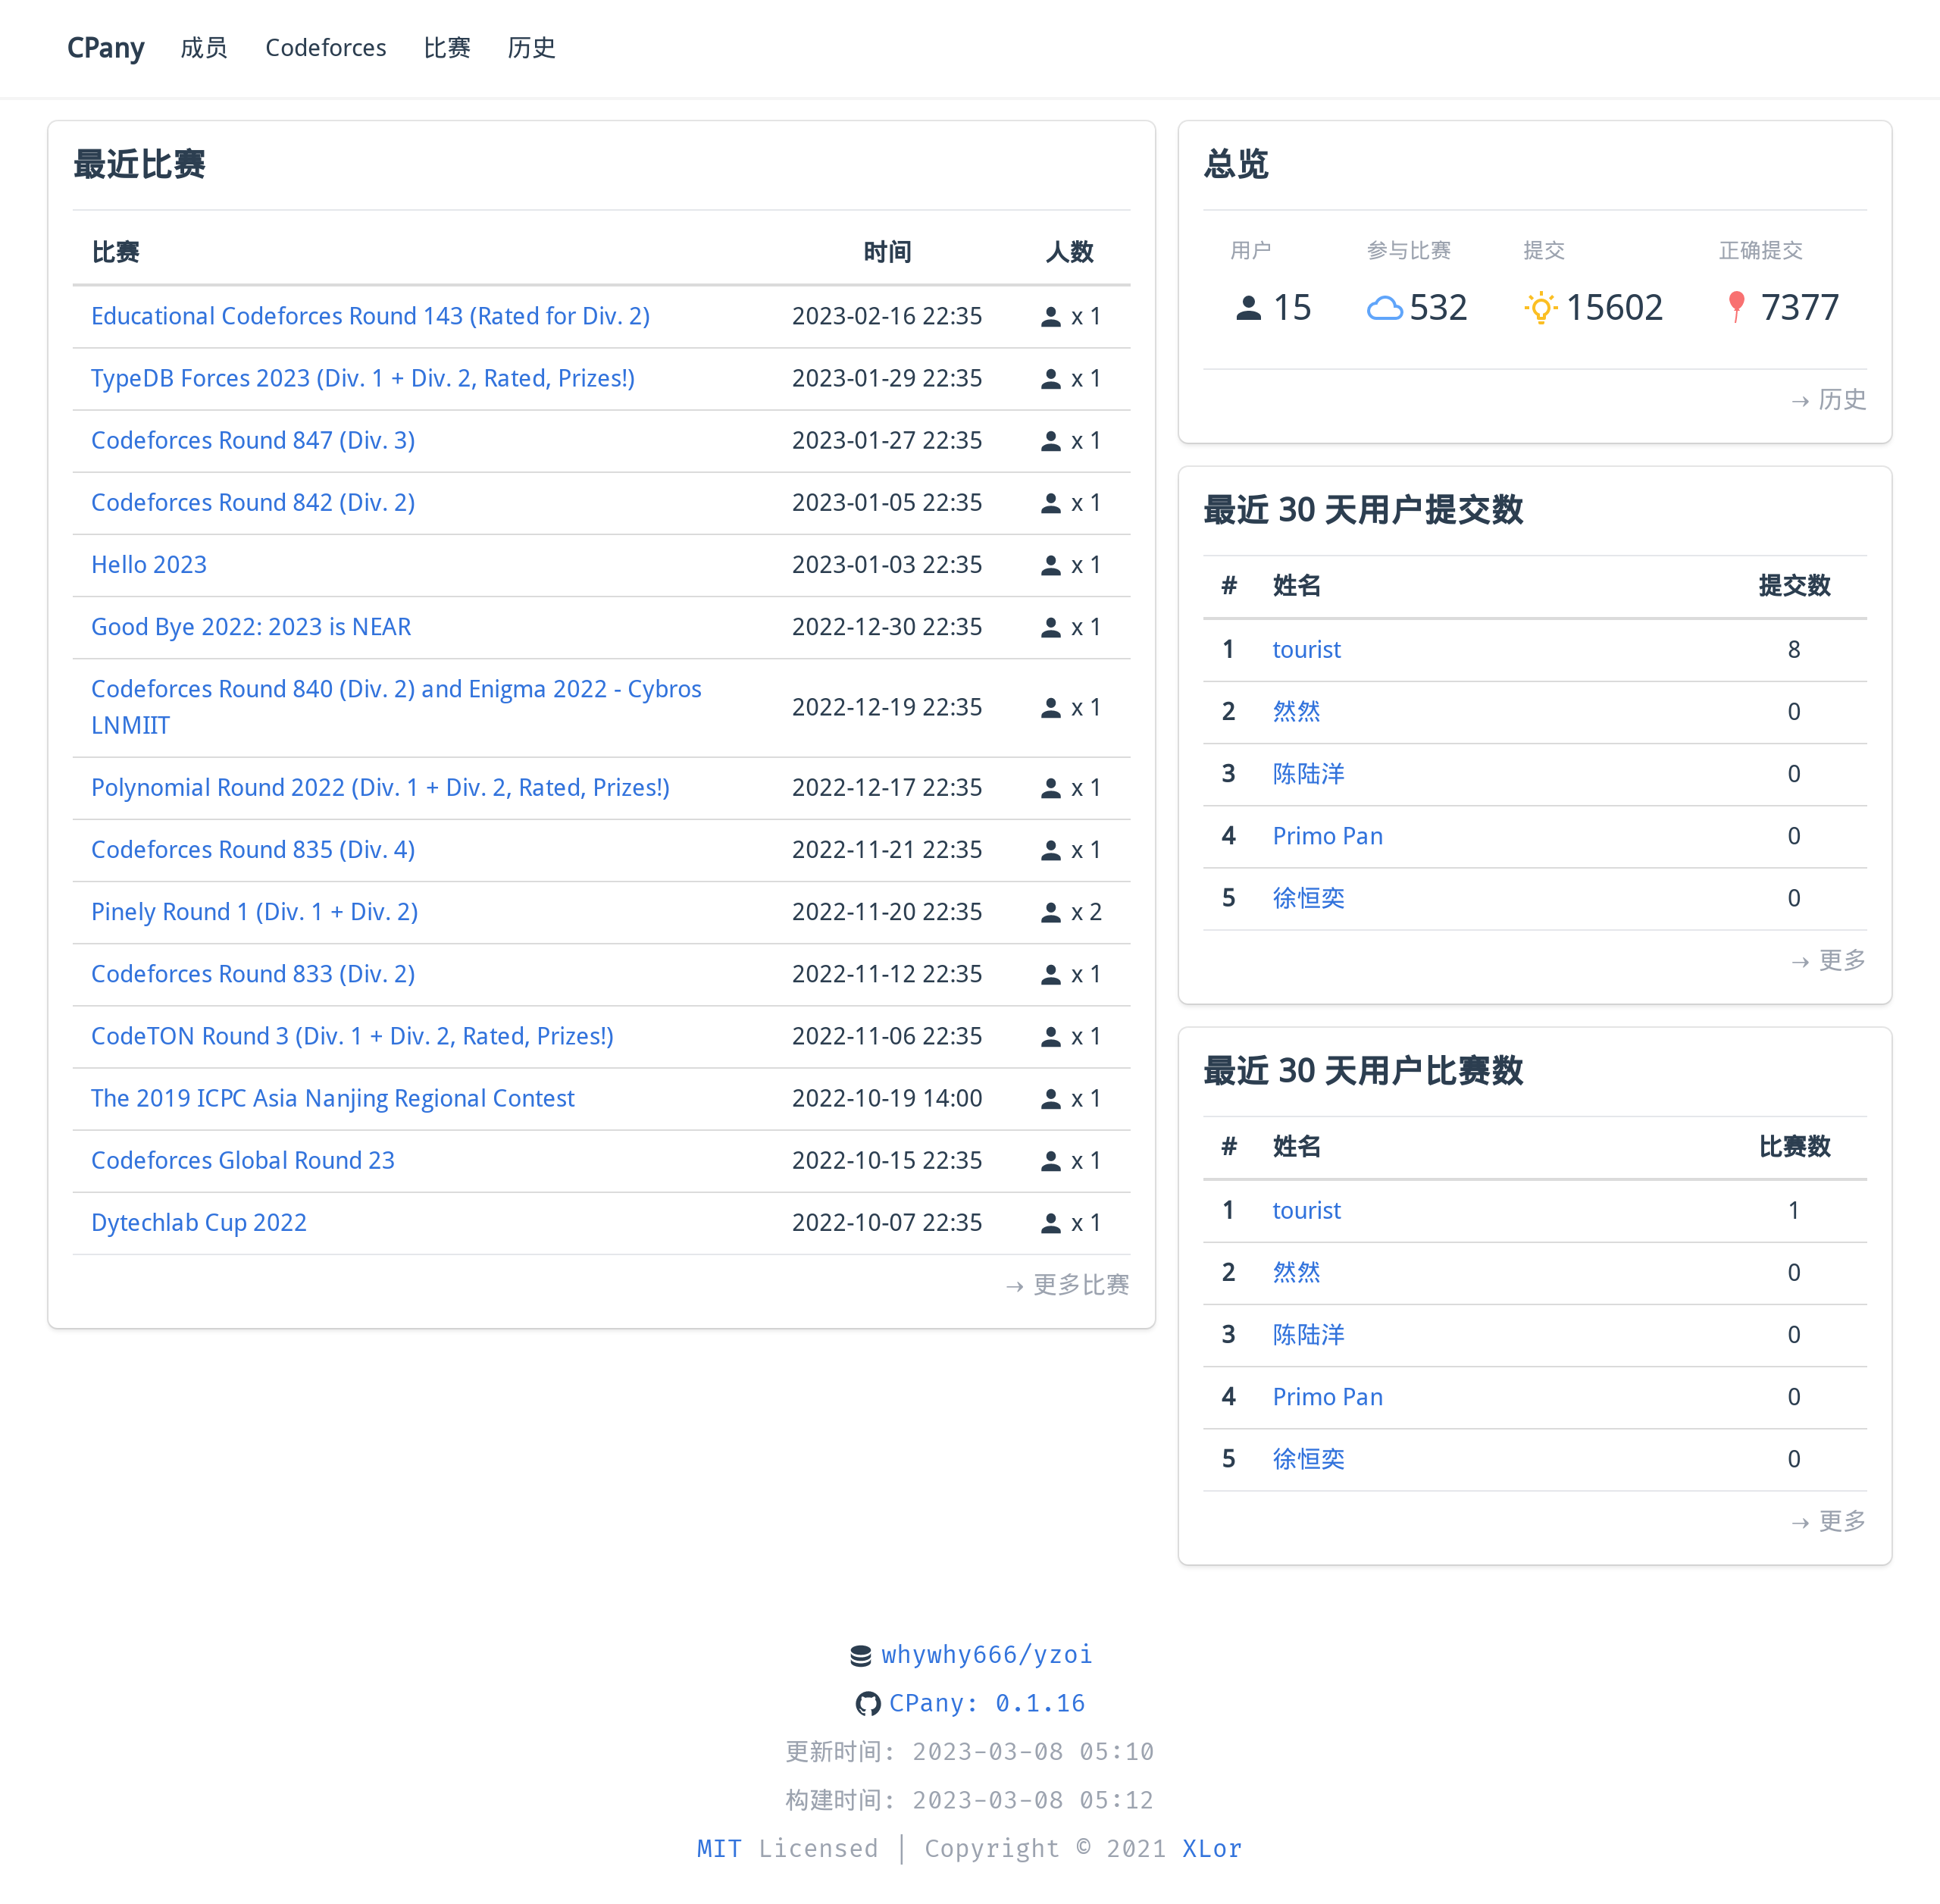 CPany 成员 Codeforces 比赛 历史
最近比赛
比赛 时间 人数
Educational Codeforces Round 143 (Rated for Div. 2) 2023-02-16 22:35 x 1
TypeDB Forces 2023 (Div. 1 + Div. 2, Rated, Prizes!) 2023-01-29 22:35 x 1
Codeforces Round 847 (Div. 3) 2023-01-27 22:35 x 1
Codeforces Round 842 (Div. 2) 2023-01-05 22:35 x 1
Hello 2023 2023-01-03 22:35 x 1
Good Bye 2022: 2023 is NEAR 2022-12-30 22:35 x 1
Codeforces Round 840 (Div. 2) and Enigma 2022 - Cybros
LNMIIT 2022-12-19 22:35 x 1
Polynomial Round 2022 (Div. 1 + Div. 2, Rated, Prizes!) 2022-12-17 22:35 x 1
Codeforces Round 835 (Div. 4) 2022-11-21 22:35 x 1
Pinely Round 1 (Div. 1 + Div. 2) 2022-11-20 22:35 x 2
Codeforces Round 833 (Div. 2) 2022-11-12 22:35 x 1
CodeTON Round 3 (Div. 1 + Div. 2, Rated, Prizes!) 2022-11-06 22:35 x 1
The 2019 ICPC Asia Nanjing Regional Contest 2022-10-19 14:00 x 1
Codeforces Global Round 23 2022-10-15 22:35 x 1
Dytechlab Cup 2022 2022-10-07 22:35 x 1
→ 更多比赛
总览
用户 参与比赛 提交 正确提交
15 532 15602 7377
→ 历史
最近 30 天用户提交数
# 姓名 提交数
1 tourist 8
2 然然 0
3 陈陆洋 0
4 Primo Pan 0
5 徐恒奕 0
→ 更多
最近 30 天用户比赛数
# 姓名 比赛数
1 tourist 1
2 然然 0
3 陈陆洋 0
4 Primo Pan 0
5 徐恒奕 0
→ 更多
whywhy666/yzoi
CPany: 0.1.16
更新时间: 2023-03-08 05:10
构建时间: 2023-03-08 05:12
MIT Licensed | Copyright © 2021 XLor